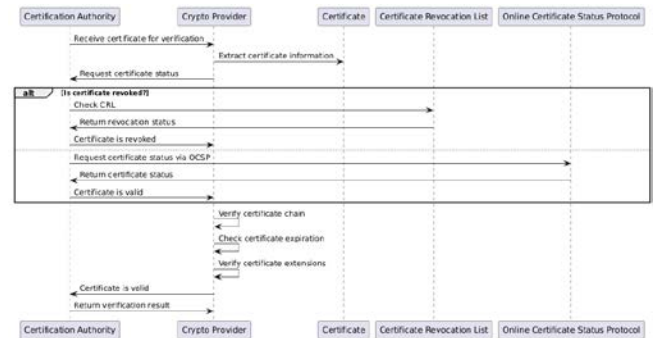 Certification Authority
Crypto Provider
Certificate
Certificate Revocation List
Online Certificate Status Protocol
Receive certificate for verification
Extract certificate information
Request certificate status
alt
[Is certificate revoked?]
Check CRL
Return revocation status
Certificate is revoked
Request certificate status via OCSP
Return certificate status
Certificate is valid
Verify certificate chain
Check certificate expiration
Verify certificate extensions
Certificate is valid
Return verification result
Certification Authority
Crypto Provider
Certificate
Certificate Revocation List
Online Certificate Status Protocol